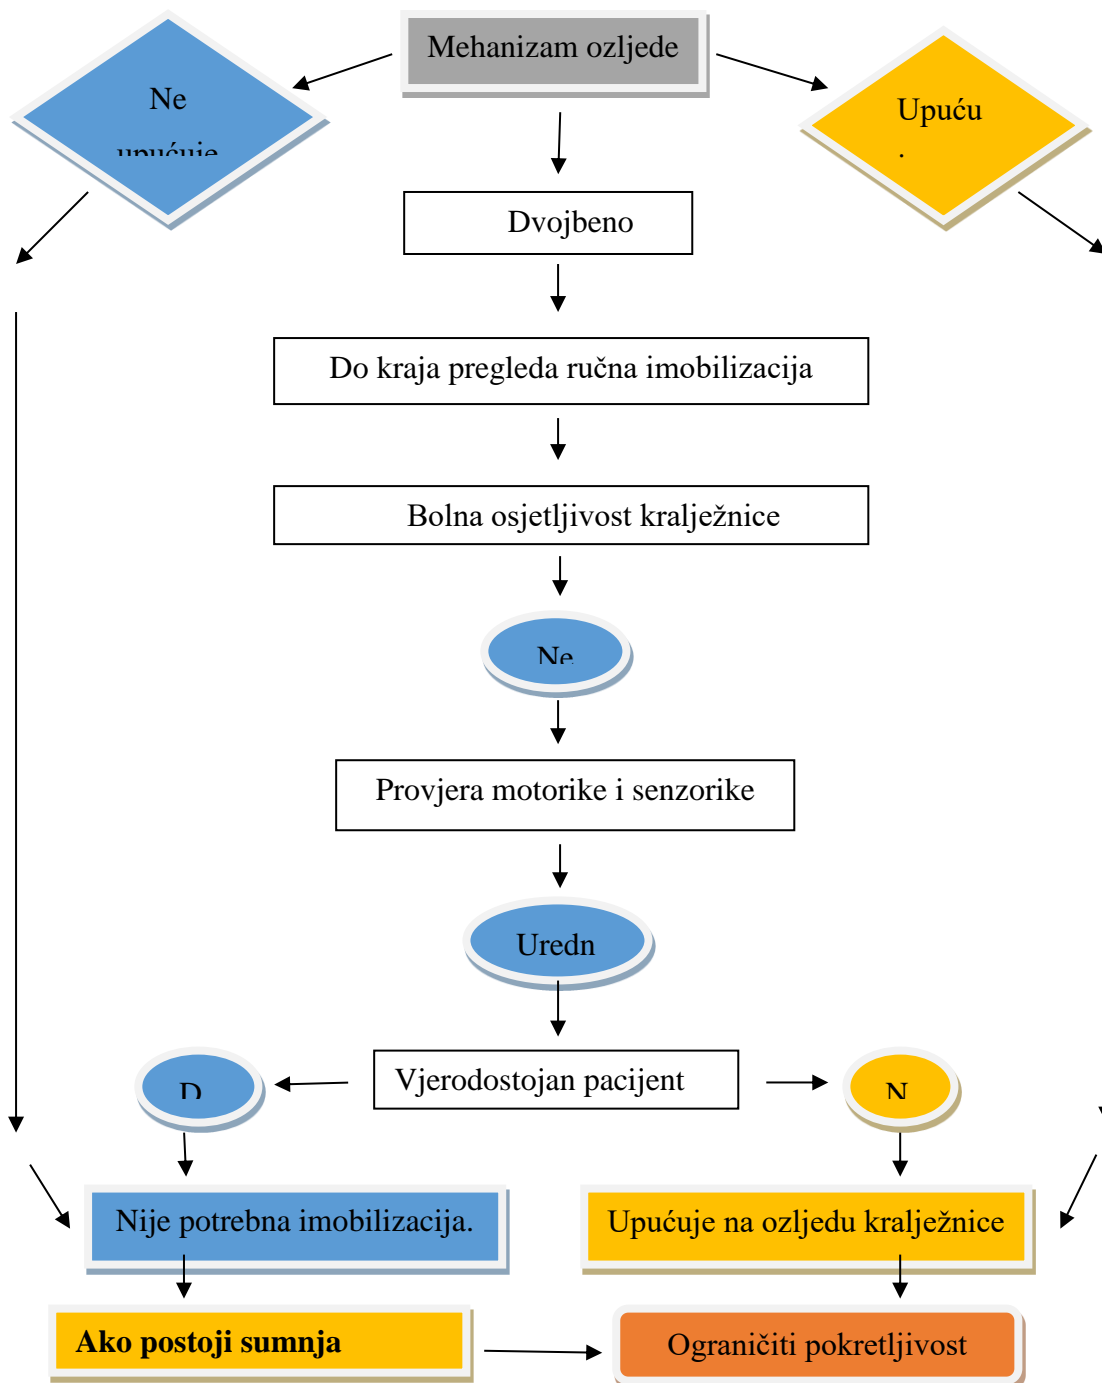 Mehanizam ozljede
Ne
upućuje
Upuću
Dvojbeno
Do kraja pregleda ručna imobilizacija
Bolna osjetljivost kralježnice
Ne
Provjera motorike i senzorike
Uredn
Vjerodostojan pacijent
D
N
Nije potrebna imobilizacija.
Upućuje na ozljedu kralježnice
Ako postoji sumnja
Ograničiti pokretljivost